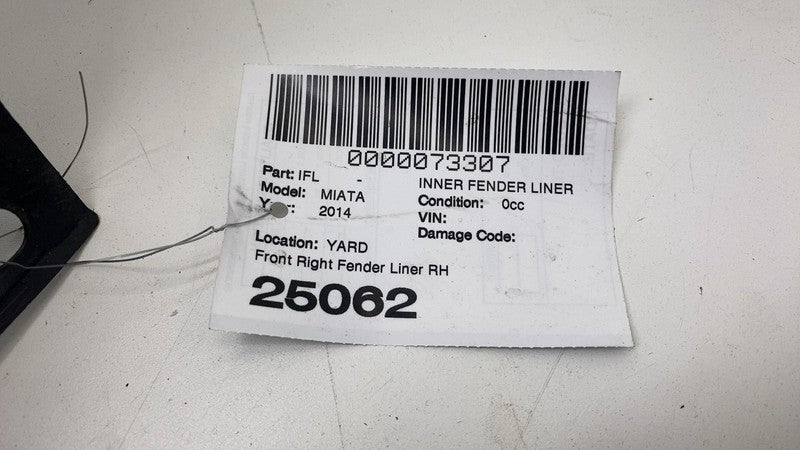 0000073307
Part: IFL - INNER FENDER LINER
Model: MIATA Condition: 0cc
2014 VIN:
Damage Code:
Location: YARD
Front Right Fender Liner RH
25062